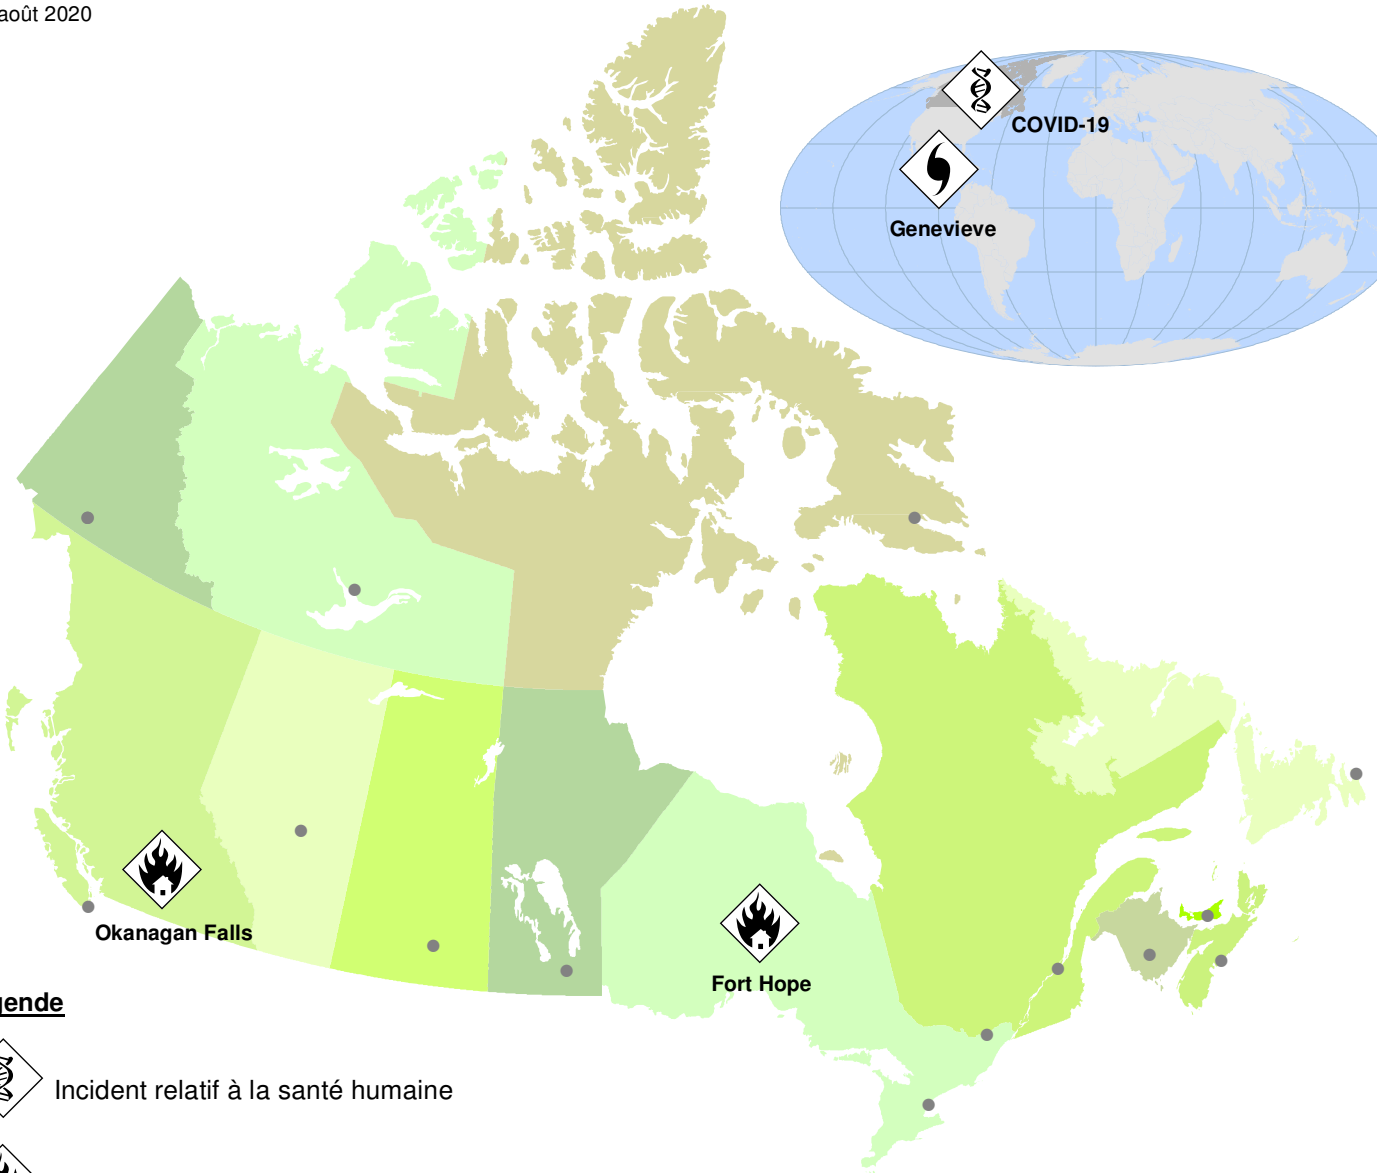 août 2020
COVID-19
Genevieve
Okanagan Falls
Fort Hope
gende
Incident relatif à la santé humaine